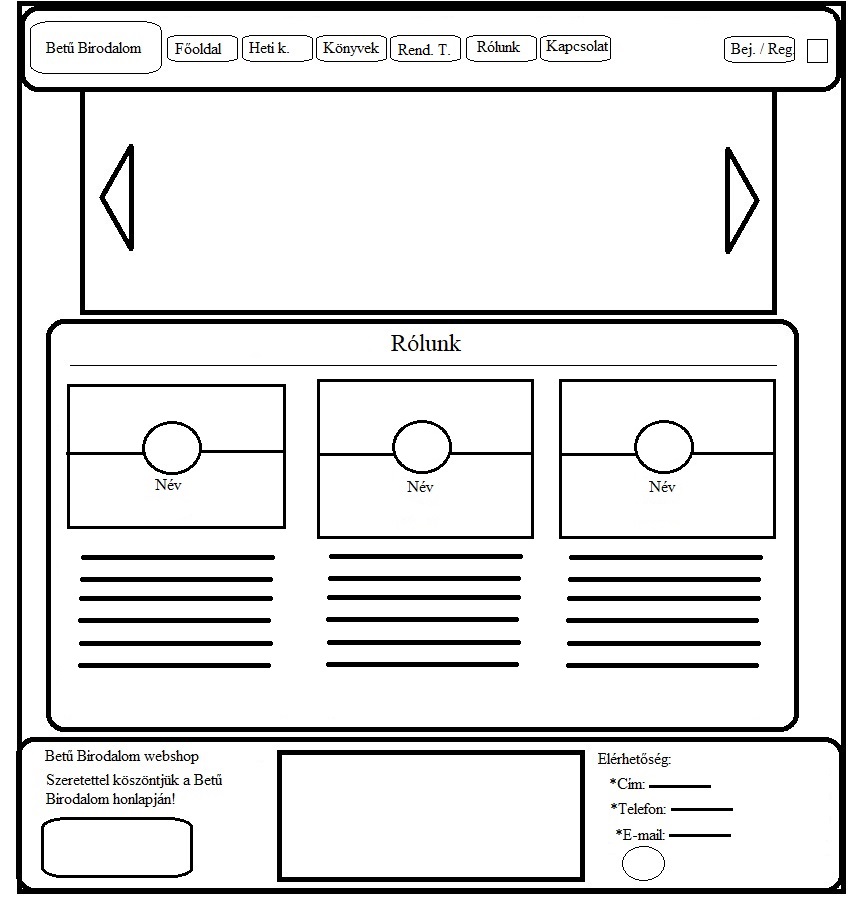 Betű Birodalom
Főoldal
Heti k.
Könyvek
Rend. T.
Rólunk
Kapcsolat
Bej. / Reg.
Rólunk
Név
Név
Név
Betű Birodalom webshop
Szeretettel köszöntjük a Betű
Birodalom honlapján!
Elérhetőség:
*Cím:
*Telefon:
*E-mail: